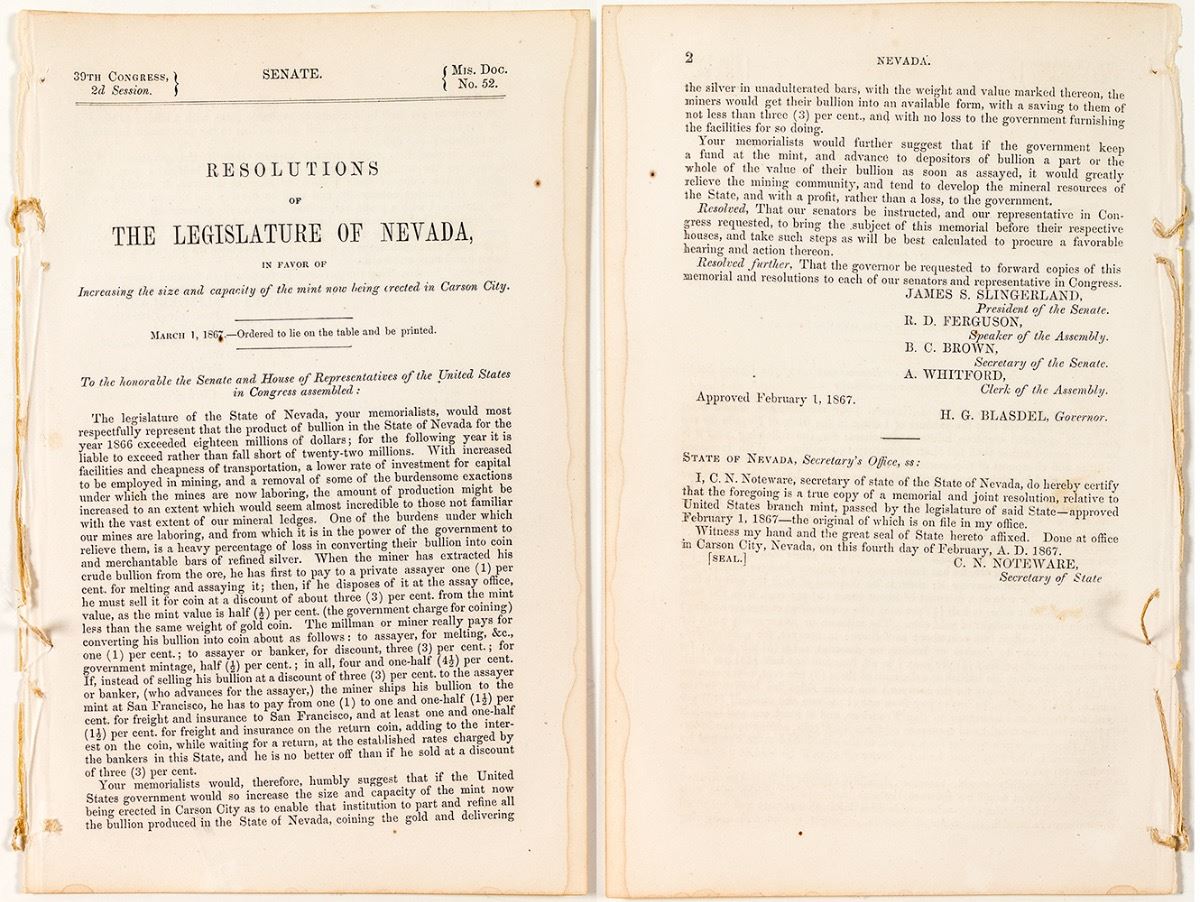 39TH CONGRESS, } SENATE. { MIS. DOC.
2d Session. } { No. 52.
RESOLUTIONS
OF
THE LEGISLATURE OF NEVADA,
IN FAVOR OF
Increasing the size and capacity of the mint now being erected in Carson City.
MARCH 1, 1867.—Ordered to lie on the table and be printed.
To the honorable the Senate and House of Representatives of the United States
in Congress assembled:
The legislature of the State of Nevada, your memorialists, would most
respectfully represent that the product of bullion in the State of Nevada for the
year 1866 exceeded eighteen millions of dollars; for the following year it is
liable to exceed rather than fall short of twenty-two millions. With increased
facilities and cheapness of transportation, a lower rate of investment for capital
to be employed in mining, and a removal of some of the burdensome exactions
under which the mines are now laboring, the amount of production might be
increased to an extent which would seem almost incredible to those not familiar
with the vast extent of our mineral ledges. One of the burdens under which
our mines are laboring, and from which it is in the power of the government to
relieve them, is a heavy percentage of loss in converting their bullion into coin
and merchantable bars of refined silver. When the miner has extracted his
crude bullion from the ore, he has first to pay to a private assayer one (1) per
cent. for melting and assaying it; then, if he disposes of it at the assay office,
he must sell it for coin at a discount of about three (3) per cent. from the mint
value, as the mint value is half (½) per cent. (the government charge for coining)
less than the same weight of gold coin. The millman or miner really pays for
converting his bullion into coin about as follows: to assayer, for melting, &c.,
one (1) per cent.; to assayer or banker, for discount, three (3) per cent.; for
government mintage, half (½) per cent.; in all, four and one-half (4½) per cent.
If, instead of selling his bullion at a discount of three (3) per cent. to the assayer
or banker, (who advances for the assayer,) the miner ships his bullion to the
mint at San Francisco, he has to pay from one (1) to one and one-half (1½) per
cent. for freight and insurance to San Francisco, and at least one and one-half
(1½) per cent. for freight and insurance on the return coin, adding to the inter-
est on the coin, while waiting for a return, at the established rates charged by
the bankers in this State, and he is no better off than if he sold at a discount
of three (3) per cent.
Your memorialists would, therefore, humbly suggest that if the United
States government would so increase the size and capacity of the mint now
being erected in Carson City as to enable that institution to part and refine all
the bullion produced in the State of Nevada, coining the gold and delivering
2 NEVADA.
the silver in unadulterated bars, with the weight and value marked thereon, the
miners would get their bullion into an available form, with a saving to them of
not less than three (3) per cent., and with no loss to the government furnishing
the facilities for so doing.
Your memorialists would further suggest that if the government keep
a fund at the mint, and advance to depositors of bullion a part or the
whole of the value of their bullion as soon as assayed, it would greatly
relieve the mining community, and tend to develop the mineral resources of
the State, and with a profit, rather than a loss, to the government.
Resolved, That our senators be instructed, and our representative in Con-
gress requested, to bring the subject of this memorial before their respective
houses, and take such steps as will be best calculated to procure a favorable
hearing and action thereon.
Resolved further, That the governor be requested to forward copies of this
memorial and resolutions to each of our senators and representative in Congress.
JAMES S. SLINGERLAND,
President of the Senate.
R. D. FERGUSON,
Speaker of the Assembly.
B. C. BROWN,
Secretary of the Senate.
A. WHITFORD,
Clerk of the Assembly.
Approved February 1, 1867.
H. G. BLASDEL, Governor.
STATE OF NEVADA, Secretary's Office, ss:
I, C. N. Noteware, secretary of state of the State of Nevada, do hereby certify
that the foregoing is a true copy of a memorial and joint resolution, relative to
United States branch mint, passed by the legislature of said State—approved
February 1, 1867—the original of which is on file in my office.
Witness my hand and the great seal of State hereto affixed. Done at office
in Carson City, Nevada, on this fourth day of February, A. D. 1867.
[SEAL.] C. N. NOTEWARE,
Secretary of State